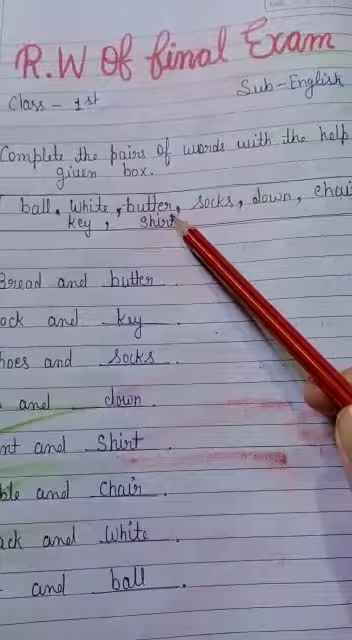 R.W Of final Exam
Class - 1st Sub-English
Complete the pairs of words with the help
given box.
ball, white, butter, socks, down, chai
key, shirt
Bread and butter
ock and key.
hoes and socks.
and down.
nt and Shirt.
ble and chair.
ack and white.
and ball.